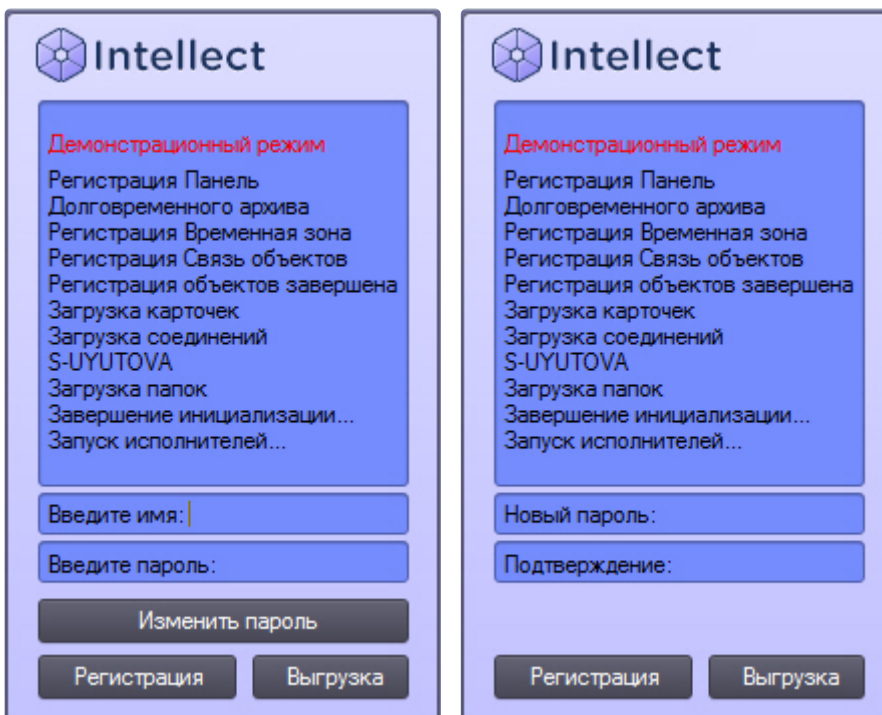 Intellect
Демонстрационный режим
Регистрация Панель
Долговременного архива
Регистрация Временная зона
Регистрация Связь объектов
Регистрация объектов завершена
Загрузка карточек
Загрузка соединений
S-UYUTOVA
Загрузка папок
Завершение инициализации...
Запуск исполнителей...
Введите имя:
Введите пароль:
Изменить пароль
Регистрация Выгрузка
Intellect
Демонстрационный режим
Регистрация Панель
Долговременного архива
Регистрация Временная зона
Регистрация Связь объектов
Регистрация объектов завершена
Загрузка карточек
Загрузка соединений
S-UYUTOVA
Загрузка папок
Завершение инициализации...
Запуск исполнителей...
Новый пароль:
Подтверждение:
Регистрация Выгрузка